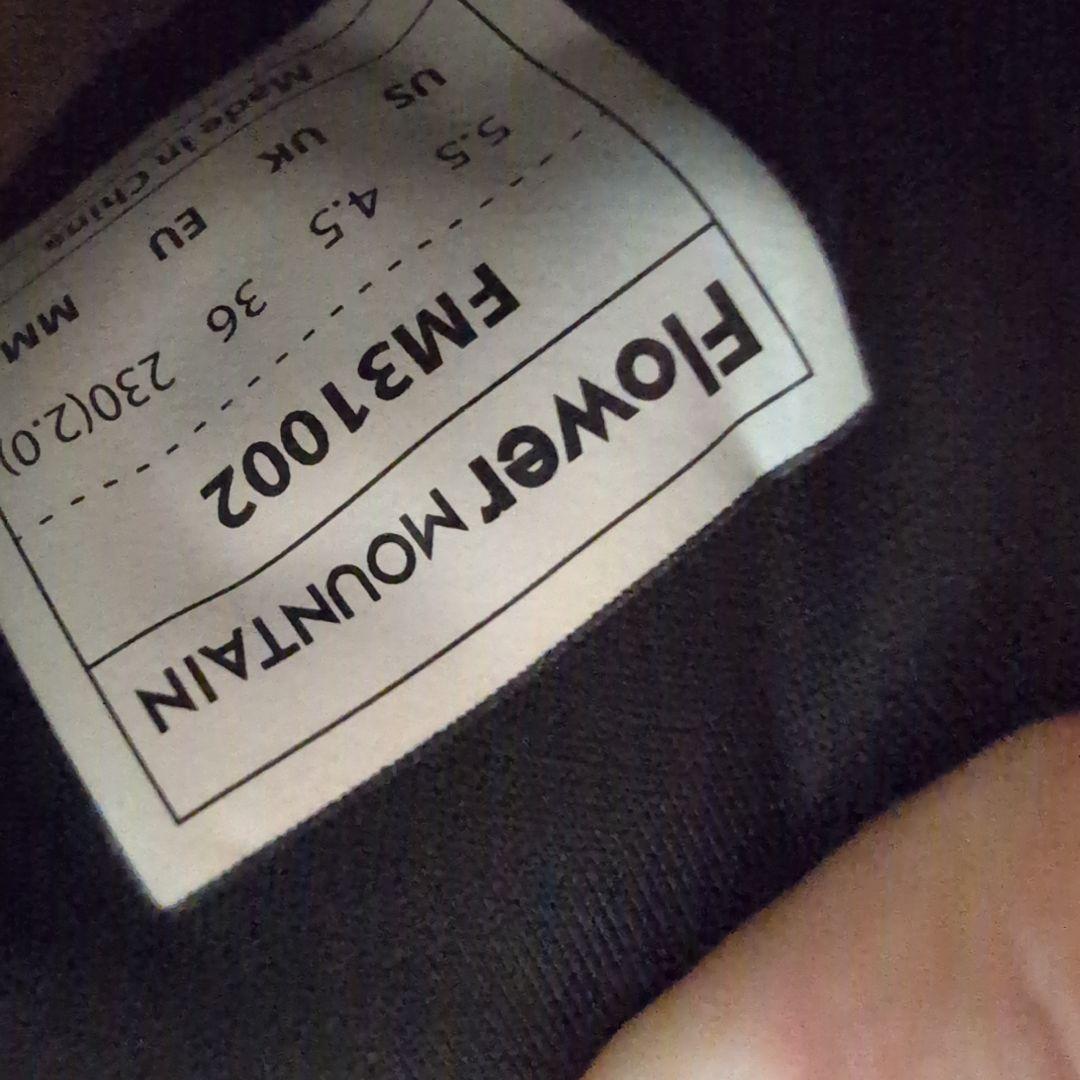 Flower MOUNTAIN
FM31002
5.5 4.5 36 230(2.0)
US UK EU MM
Made in China